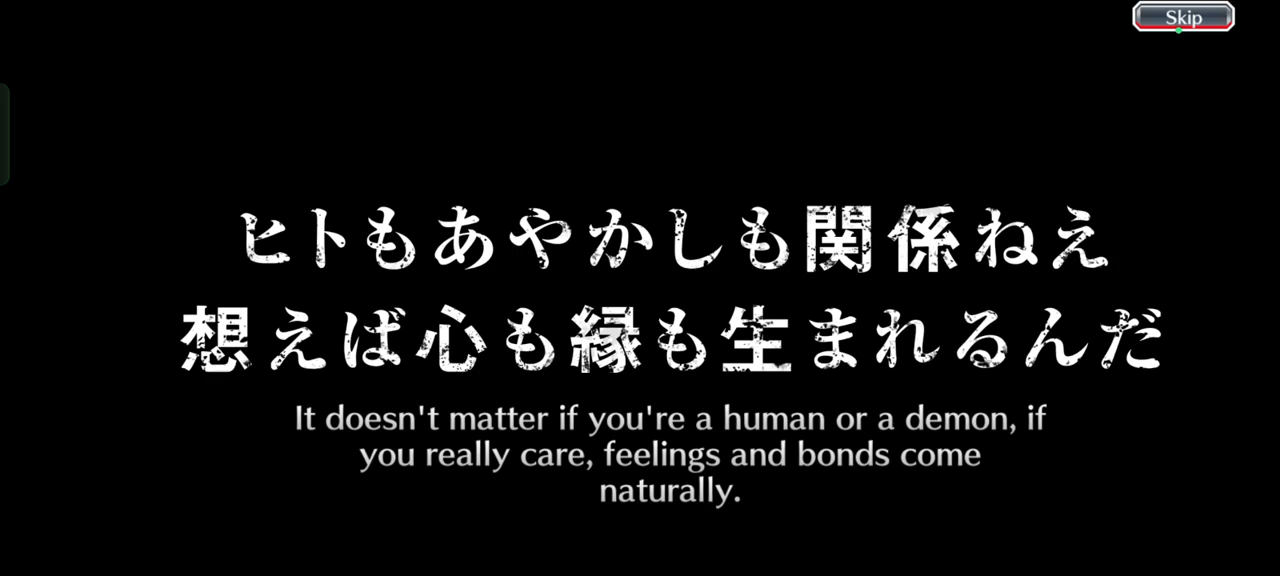 Skip
ヒトもあやかしも関係ねえ
想えば心も縁も生まれるんだ
It doesn't matter if you're a human or a demon, if
you really care, feelings and bonds come
naturally.